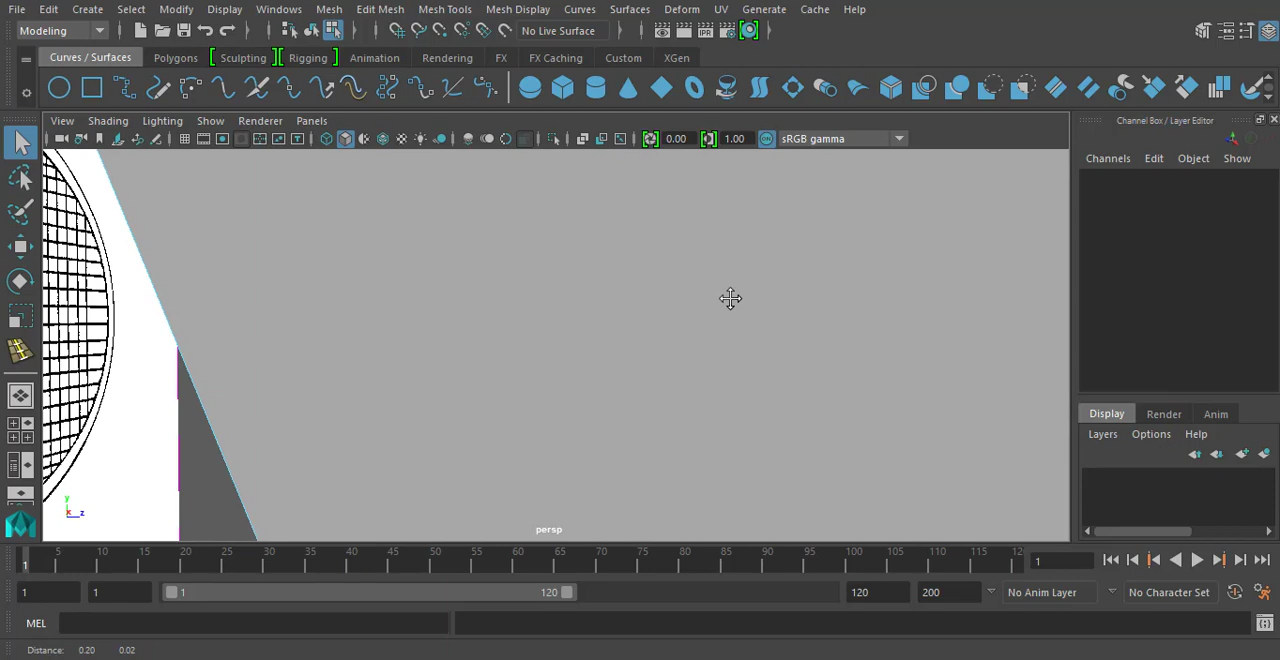 File Edit Create Select Modify Display Windows Mesh Edit Mesh Mesh Tools Mesh Display Curves Surfaces Deform UV Generate Cache Help
Modeling No Live Surface
Curves / Surfaces Polygons Sculpting Rigging Animation Rendering FX FX Caching Custom XGen
View Shading Lighting Show Renderer Panels
0.00 1.00 ON sRGB gamma
Channel Box / Layer Editor
Channels Edit Object Show
y
x z
persp
Display Render Anim
Layers Options Help
5 10 15 20 25 30 35 40 45 50 55 60 65 70 75 80 85 90 95 100 105 110 115 12
1 1
1 1 1 120 120 200 No Anim Layer No Character Set
MEL
Distance: 0.20 0.02